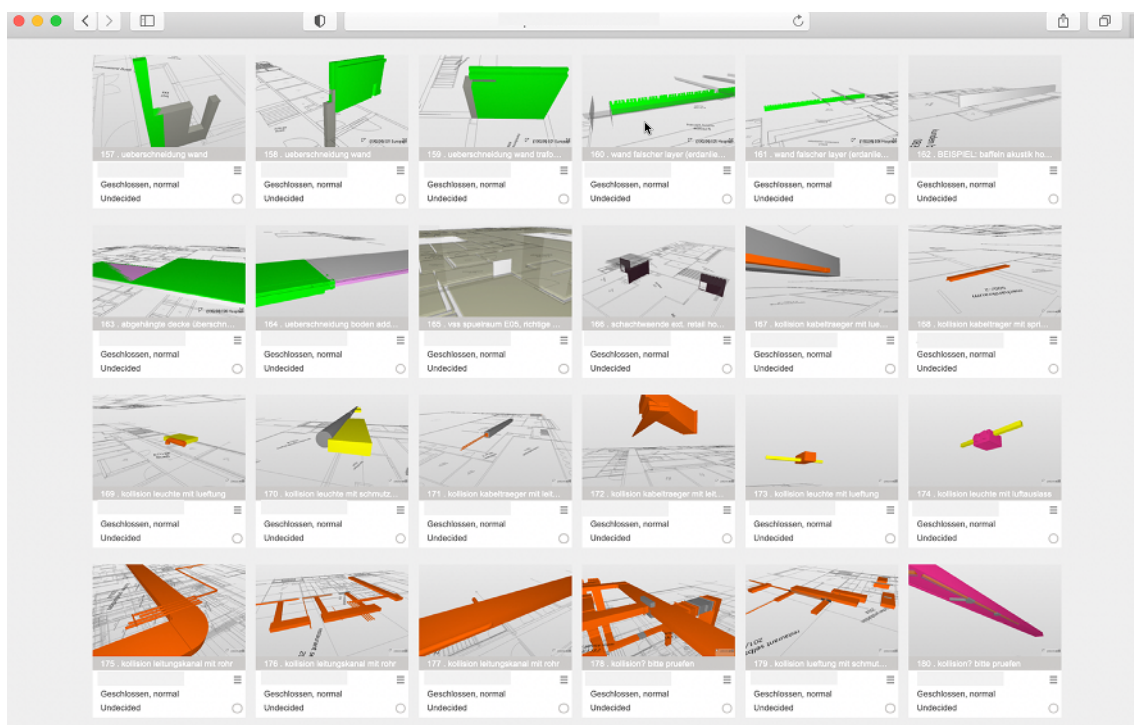 157 . ueberschneidung wand
158 . ueberschneidung wand
159 . ueberschneidung wand trafo...
160 . wand falscher layer (erdanlie...
161 . wand falscher layer (erdanlie...
162 . BEISPIEL: baffeln akustik ho...
Geschlossen, normal
Geschlossen, normal
Geschlossen, normal
Geschlossen, normal
Geschlossen, normal
Geschlossen, normal
Undecided
Undecided
Undecided
Undecided
Undecided
Undecided
163 . abgehängte decke überschn...
164 . ueberschneidung boden add...
165 . vss spuelraum E05, richtige ...
166 . schachtwaende ext. retail ho...
167 . kollision kabeltraeger mit lue...
168 . kollision kabeltraeger mit spri...
Geschlossen, normal
Geschlossen, normal
Geschlossen, normal
Geschlossen, normal
Geschlossen, normal
Geschlossen, normal
Undecided
Undecided
Undecided
Undecided
Undecided
Undecided
169 . kollision leuchte mit lueftung
170 . kollision leuchte mit schmutz...
171 . kollision kabeltraeger mit leit...
172 . kollision kabeltraeger mit leit...
173 . kollision leuchte mit lueftung
174 . kollision leuchte mit luftauslass
Geschlossen, normal
Geschlossen, normal
Geschlossen, normal
Geschlossen, normal
Geschlossen, normal
Geschlossen, normal
Undecided
Undecided
Undecided
Undecided
Undecided
Undecided
175 . kollision leitungskanal mit rohr
176 . kollision leitungskanal mit rohr
177 . kollision leitungskanal mit rohr
178 . kollision? bitte pruefen
179 . kollision lueftung mit schmut...
180 . kollision? bitte pruefen
Geschlossen, normal
Geschlossen, normal
Geschlossen, normal
Geschlossen, normal
Geschlossen, normal
Geschlossen, normal
Undecided
Undecided
Undecided
Undecided
Undecided
Undecided